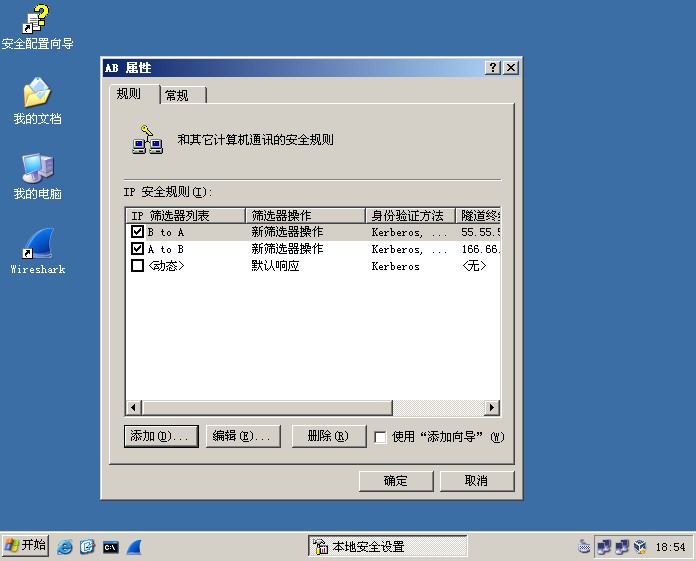 安全配置向导
我的文档
我的电脑
Wireshark
AB 属性
规则 常规
和其它计算机通讯的安全规则
IP 安全规则(I):
IP 筛选器列表 筛选器操作 身份验证方法 隧道终
B to A 新筛选器操作 Kerberos, ... 55.55.5
A to B 新筛选器操作 Kerberos, ... 166.66.
<动态> 默认响应 Kerberos <无>
添加(D)... 编辑(E)... 删除(R) 使用“添加向导”(W)
确定 取消
开始 本地安全设置 18:54